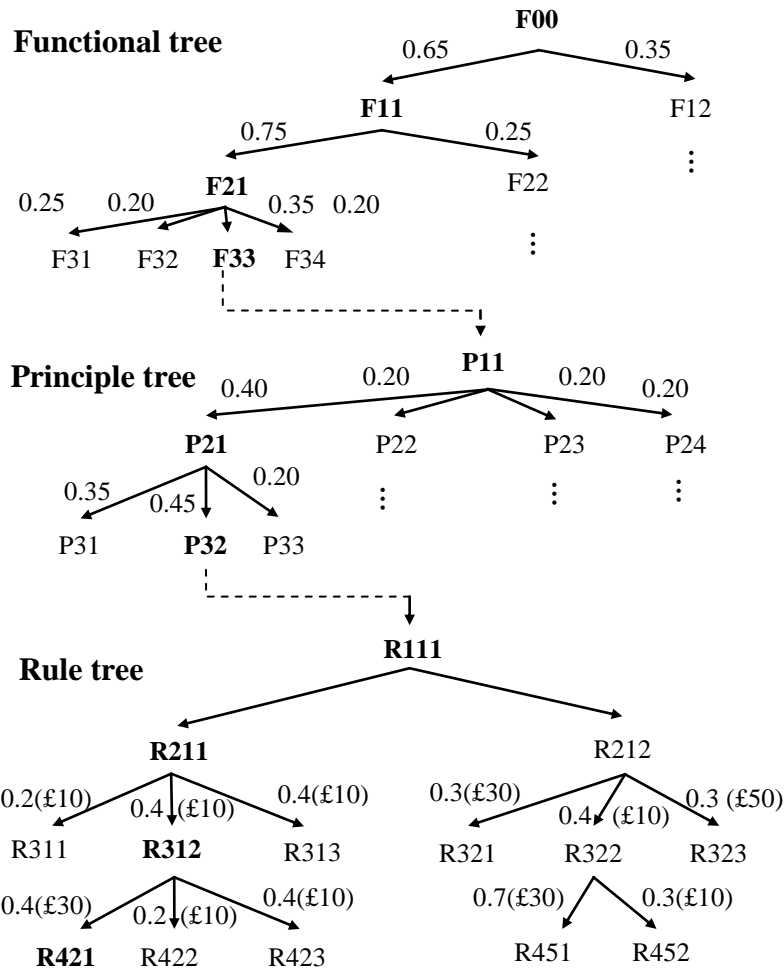 F00
Functional tree
0.65 0.35
F11 F12
0.75 0.25
F21 F22
0.25 0.20 0.35 0.20
F31 F32 F33 F34
P11
Principle tree
0.40 0.20 0.20 0.20
P21 P22 P23 P24
0.35 0.45 0.20
P31 P32 P33
R111
Rule tree
R211 R212
0.2(£10) 0.4 (£10) 0.4(£10) 0.3(£30) 0.4 (£10) 0.3 (£50)
R311 R312 R313 R321 R322 R323
0.4(£30) 0.2 (£10) 0.4(£10) 0.7(£30) 0.3(£10)
R421 R422 R423 R451 R452